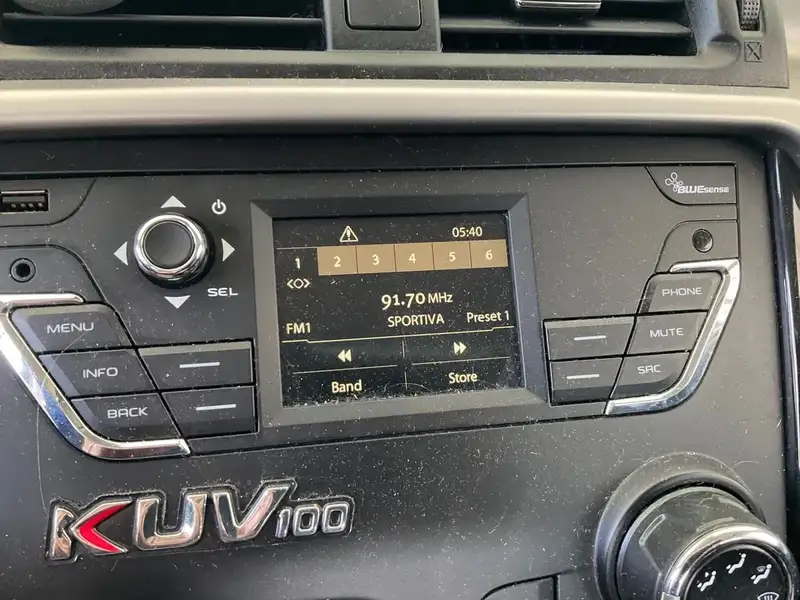 BLUEsense
SEL
05:40
1 2 3 4 5 6
91.70 MHz
FM1 SPORTIVA Preset 1
Band Store
MENU
INFO
BACK
PHONE
MUTE
SRC
KUV100